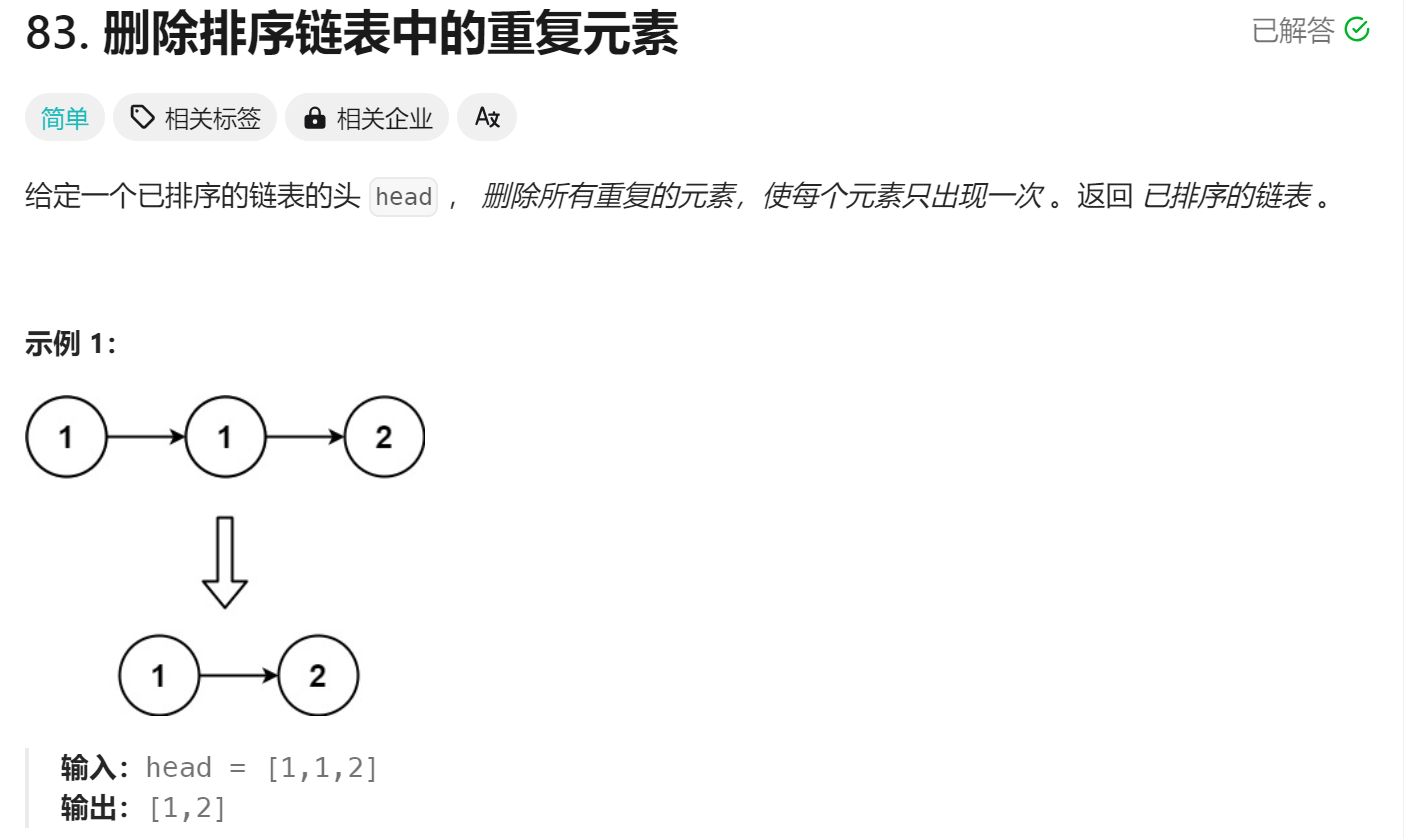 83. 删除排序链表中的重复元素
已解答
简单 相关标签 相关企业 A文
给定一个已排序的链表的头 head ， 删除所有重复的元素，使每个元素只出现一次 。返回 已排序的链表 。
示例 1：
1 1 2
1 2
输入：head = [1,1,2]
输出：[1,2]